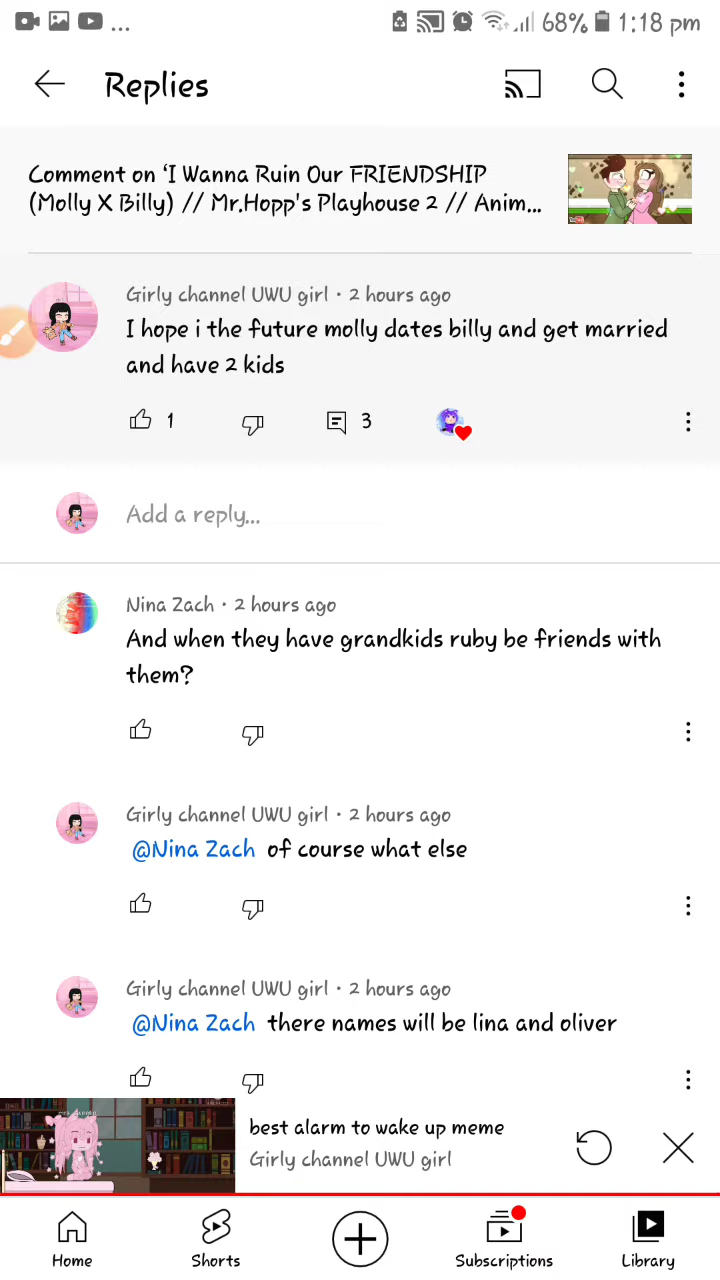 ... 68% 1:18 pm
Replies
Comment on ‘I Wanna Ruin Our FRIENDSHIP
(Molly X Billy) // Mr.Hopp's Playhouse 2 // Anim...
Girly channel UWU girl · 2 hours ago
I hope i the future molly dates billy and get married
and have 2 kids
1 3
Add a reply...
Nina Zach · 2 hours ago
And when they have grandkids ruby be friends with
them?
Girly channel UWU girl · 2 hours ago
@Nina Zach of course what else
Girly channel UWU girl · 2 hours ago
@Nina Zach there names will be lina and oliver
best alarm to wake up meme
Girly channel UWU girl
Home Shorts Subscriptions Library